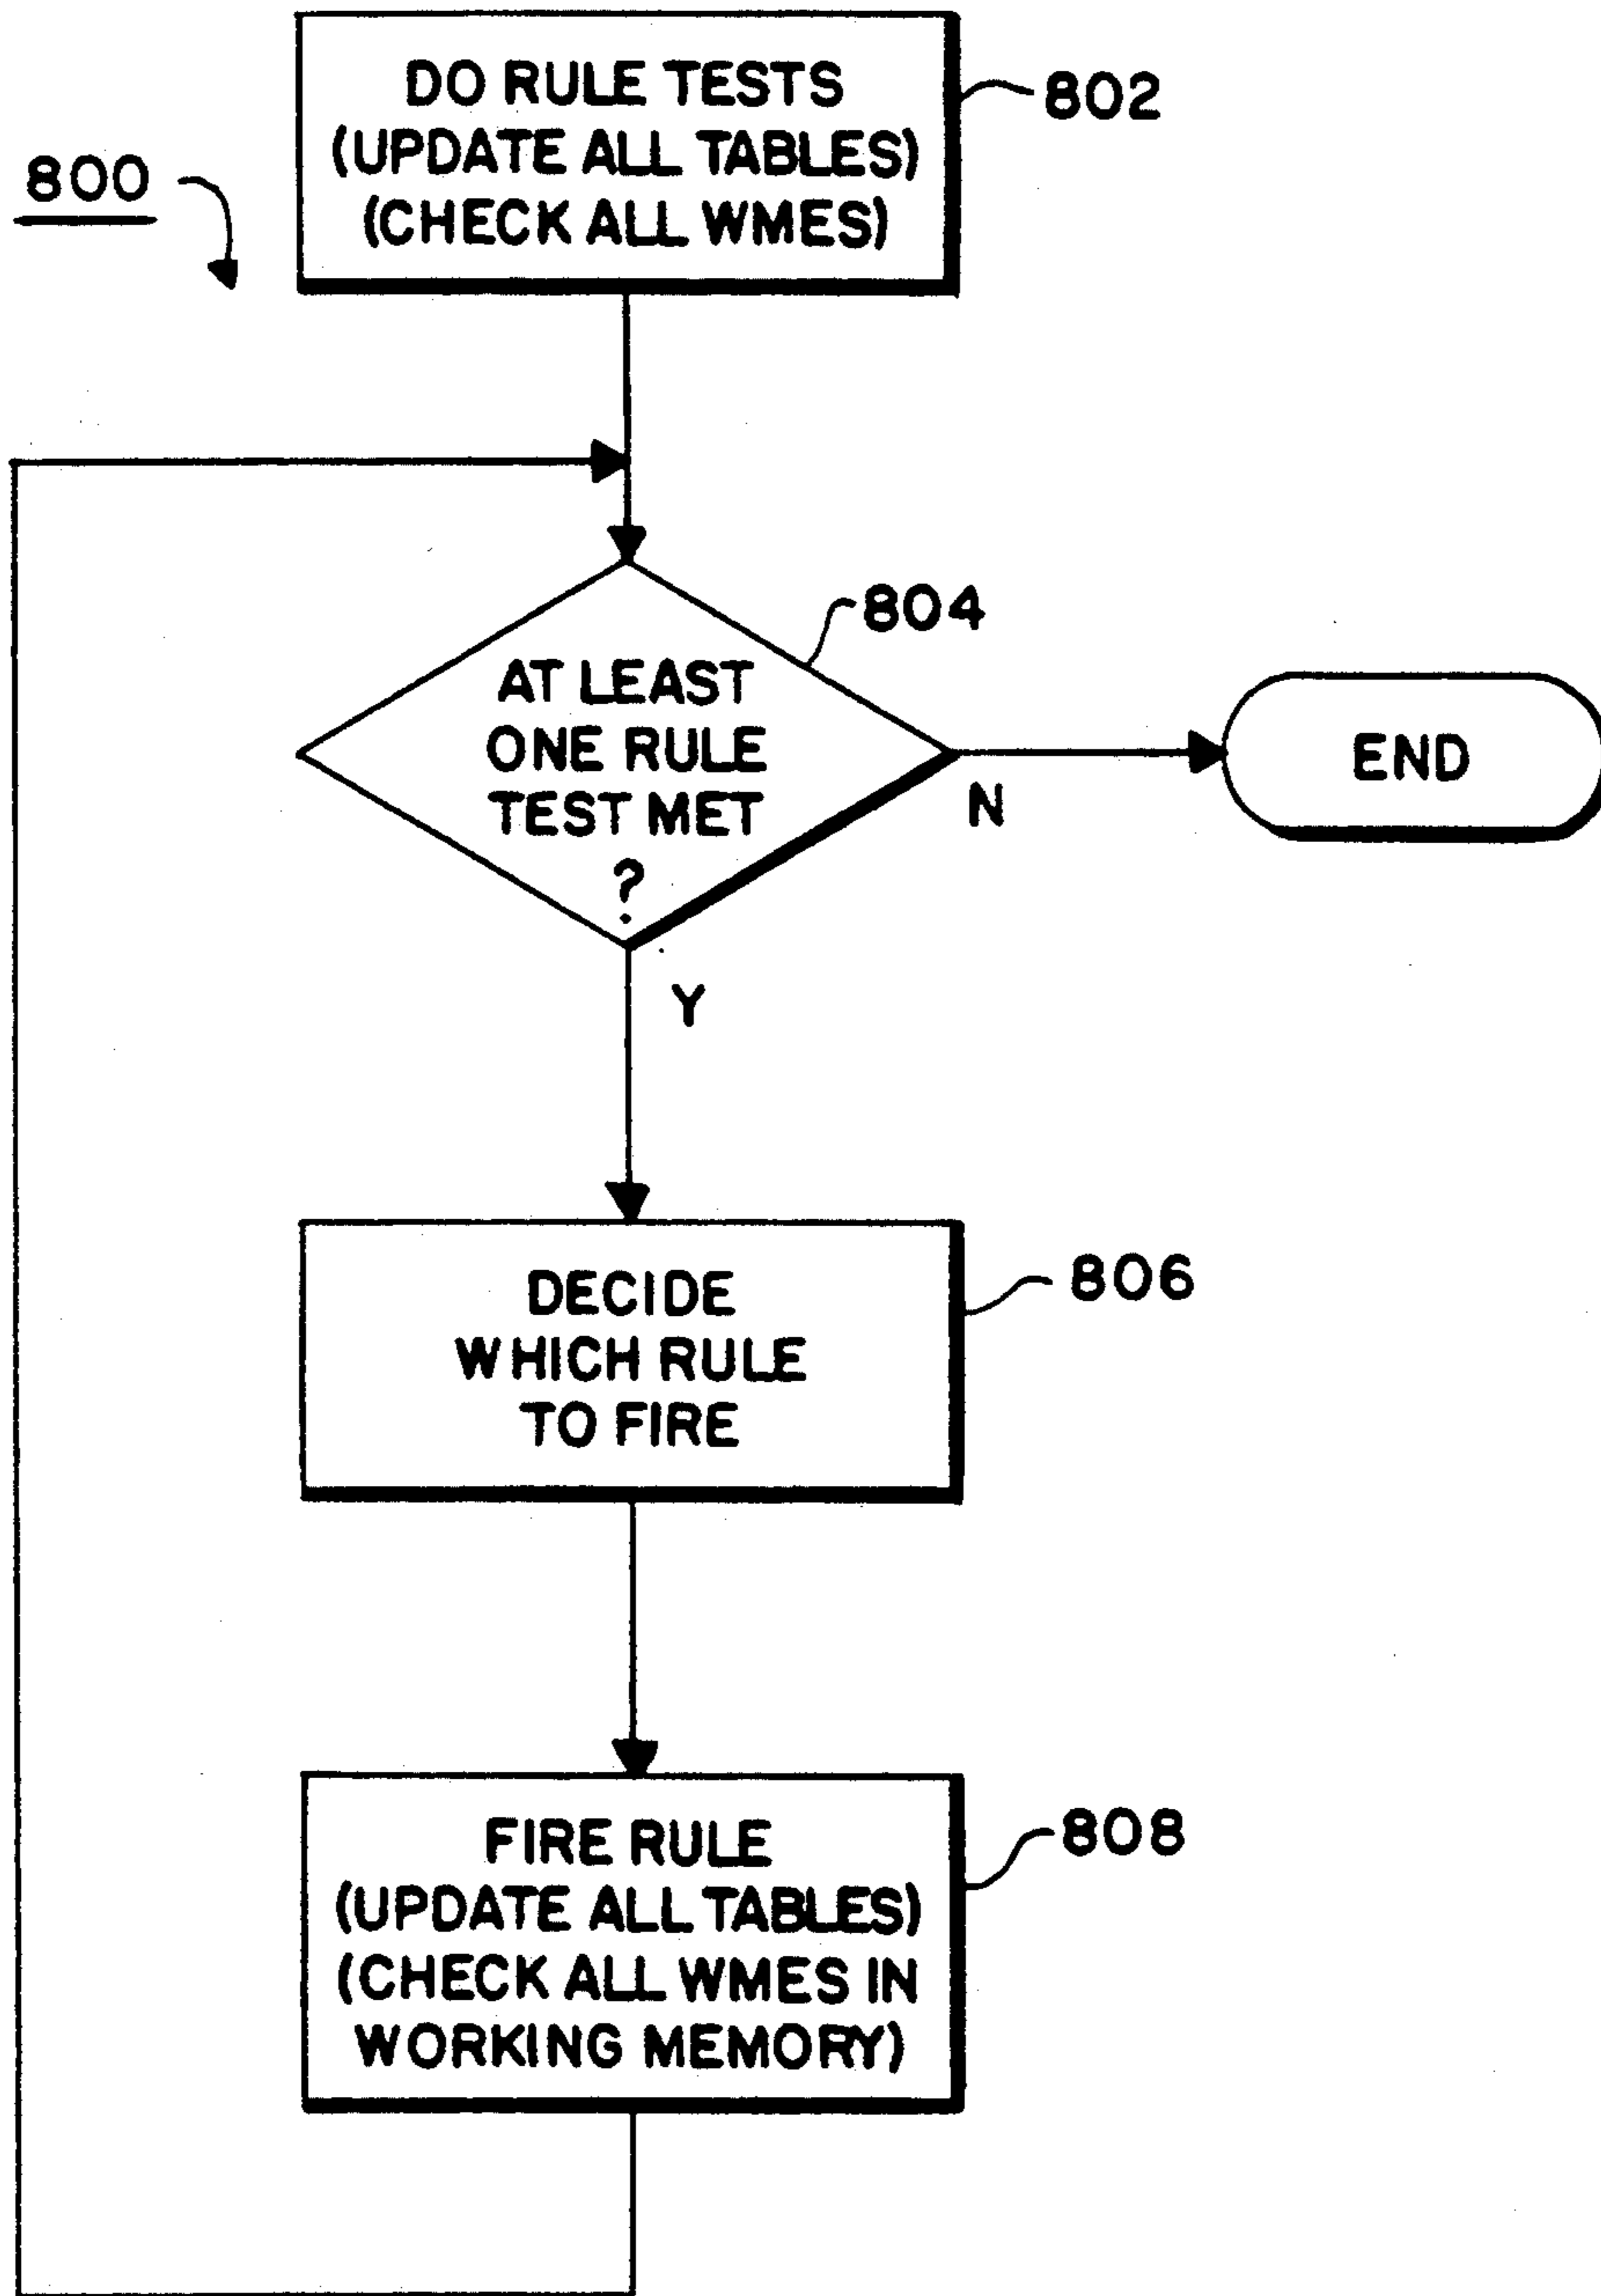 800
DO RULE TESTS
(UPDATE ALL TABLES)
(CHECK ALL WMES)
802
AT LEAST
ONE RULE
TEST MET
?
804
N
END
Y
DECIDE
WHICH RULE
TO FIRE
806
FIRE RULE
(UPDATE ALL TABLES)
(CHECK ALL WMES IN
WORKING MEMORY)
808